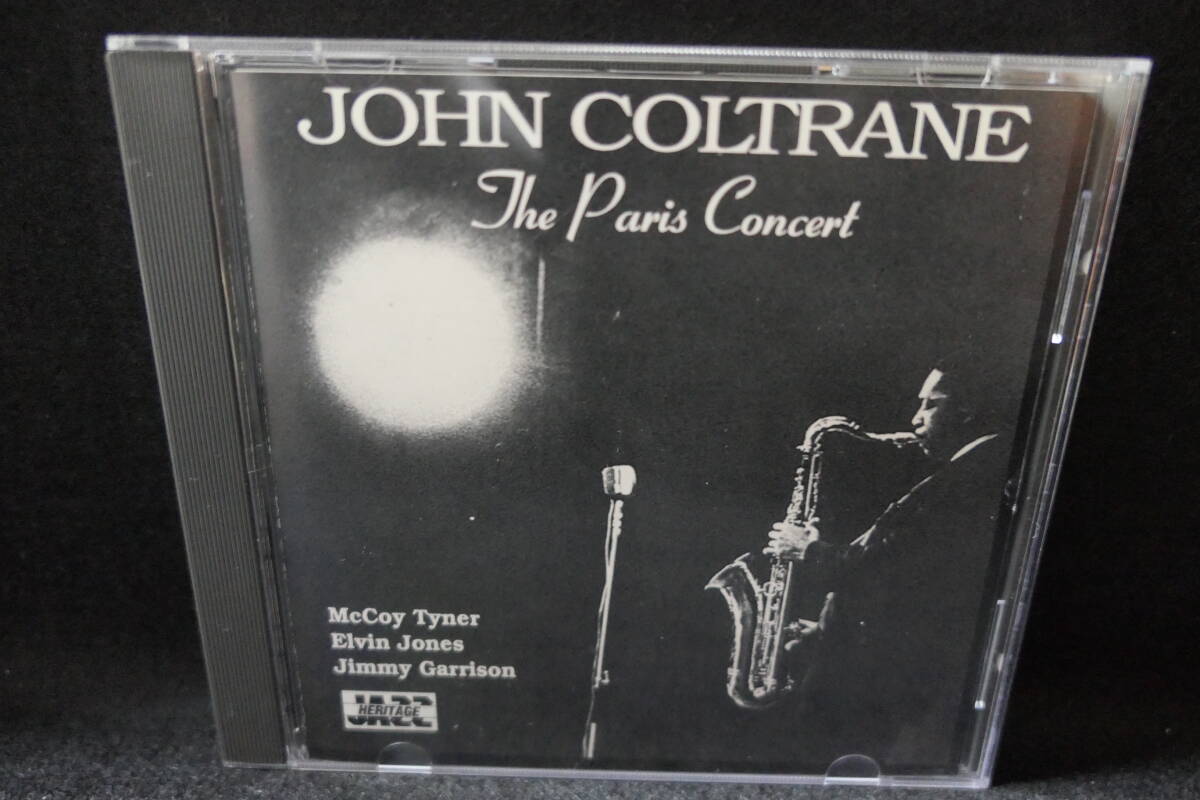 JOHN COLTRANE
The Paris Concert
McCoy Tyner
Elvin Jones
Jimmy Garrison
JAZZ
HERITAGE